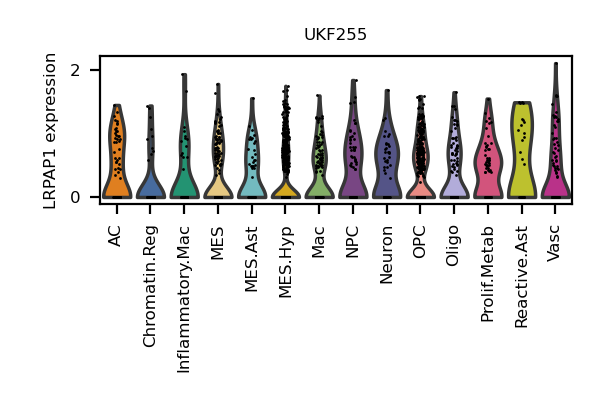 UKF255
LRPAP1 expression
2
0
AC
Chromatin.Reg
Inflammatory.Mac
MES
MES.Ast
MES.Hyp
Mac
NPC
Neuron
OPC
Oligo
Prolif.Metab
Reactive.Ast
Vasc